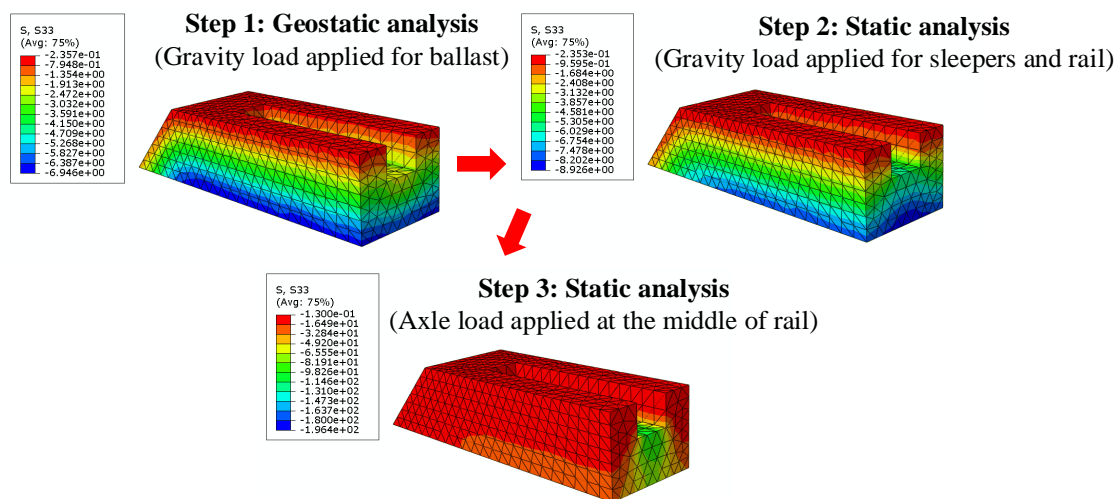 Step 1: Geostatic analysis
(Gravity load applied for ballast)
S, S33
(Avg: 75%)
-2.357e-01
-7.948e-01
-1.354e+00
-1.913e+00
-2.472e+00
-3.032e+00
-3.591e+00
-4.150e+00
-4.709e+00
-5.268e+00
-5.827e+00
-6.387e+00
-6.946e+00
Step 2: Static analysis
(Gravity load applied for sleepers and rail)
S, S33
(Avg: 75%)
-2.353e-01
-9.595e-01
-1.684e+00
-2.408e+00
-3.132e+00
-3.857e+00
-4.581e+00
-5.305e+00
-6.029e+00
-6.754e+00
-7.478e+00
-8.202e+00
-8.926e+00
Step 3: Static analysis
(Axle load applied at the middle of rail)
S, S33
(Avg: 75%)
-1.300e-01
-1.649e+01
-3.284e+01
-4.920e+01
-6.555e+01
-8.191e+01
-9.826e+01
-1.146e+02
-1.310e+02
-1.473e+02
-1.637e+02
-1.800e+02
-1.964e+02